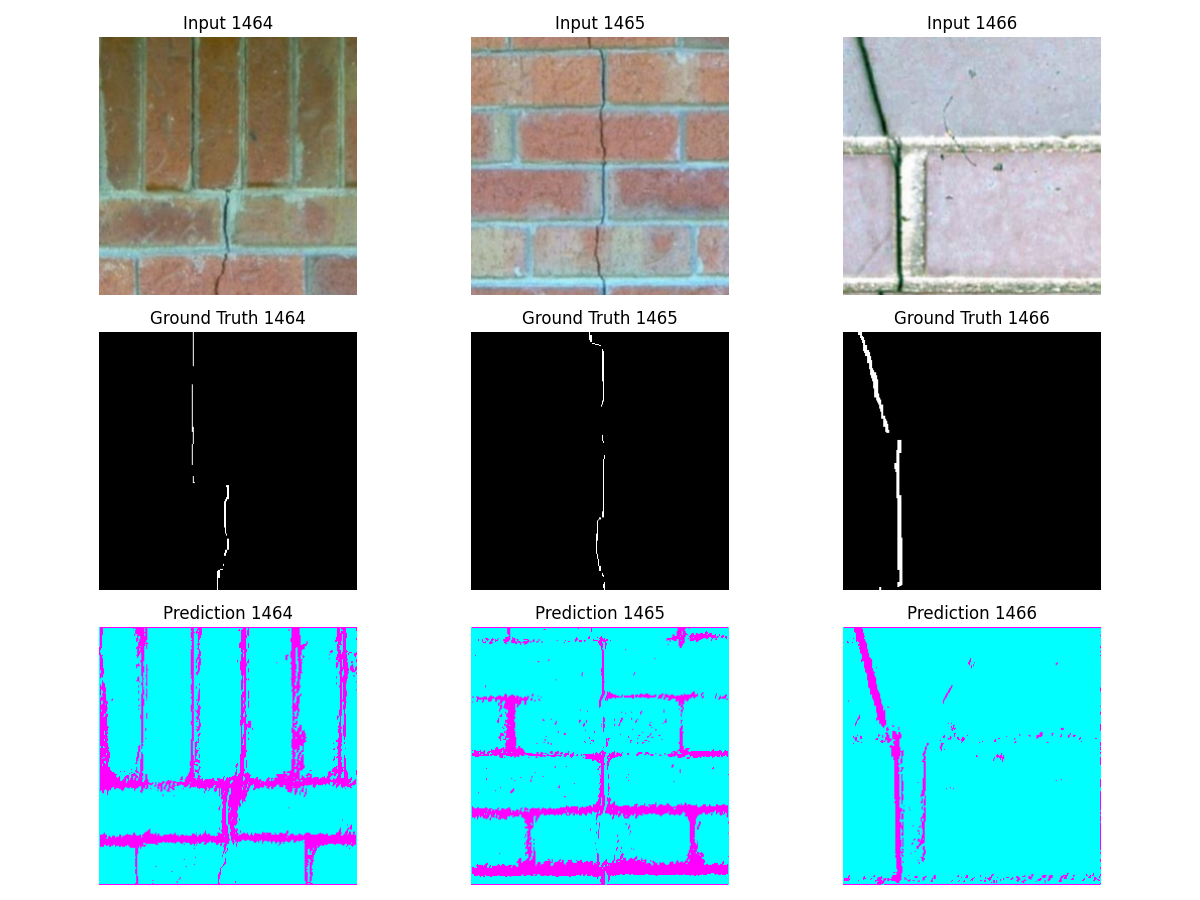 Input 1464
Input 1465
Input 1466
Ground Truth 1464
Ground Truth 1465
Ground Truth 1466
Prediction 1464
Prediction 1465
Prediction 1466